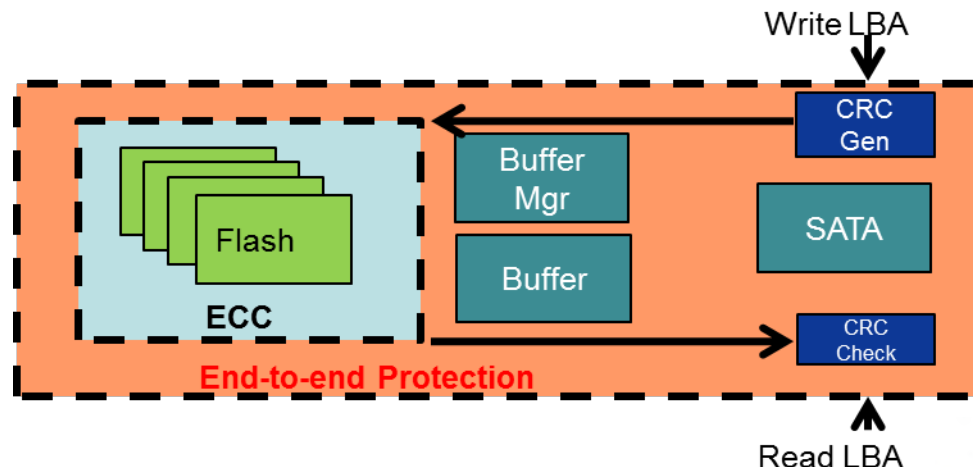 Write LBA
CRC
Gen
Buffer
Mgr
SATA
Flash
Buffer
ECC
CRC
Check
End-to-end Protection
Read LBA